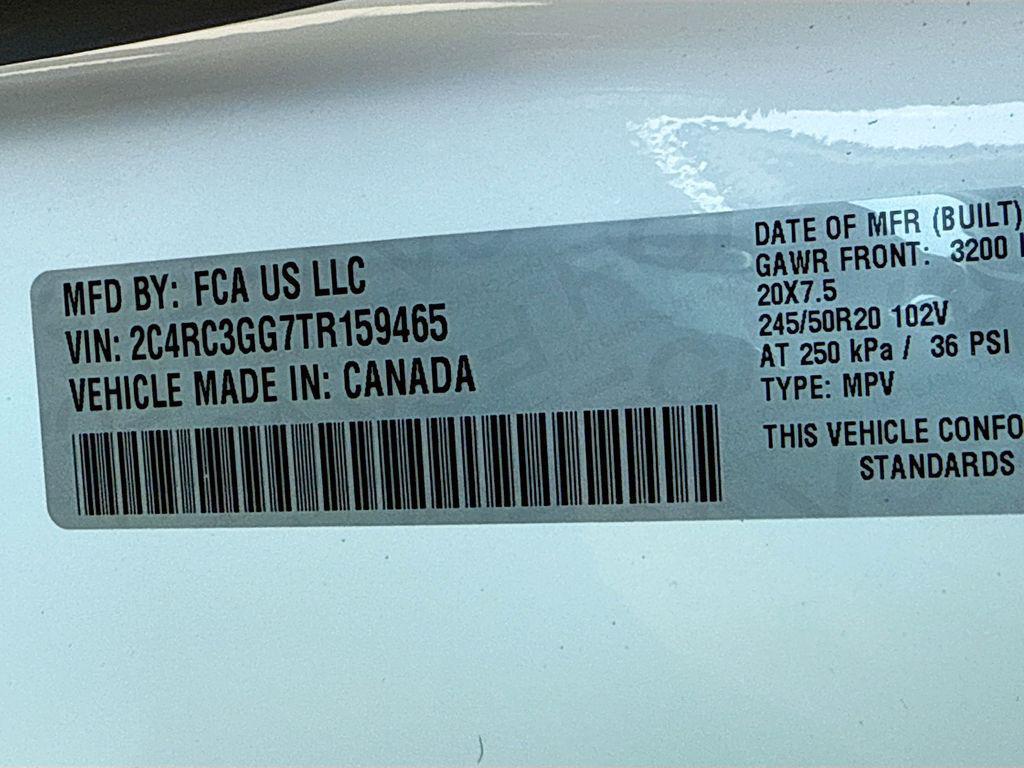 MFD BY: FCA US LLC
VIN: 2C4RC3GG7TR159465
VEHICLE MADE IN: CANADA
DATE OF MFR (BUILT)
GAWR FRONT: 3200
20X7.5
245/50R20 102V
AT 250 kPa / 36 PSI
TYPE: MPV
THIS VEHICLE CONFO
STANDARDS